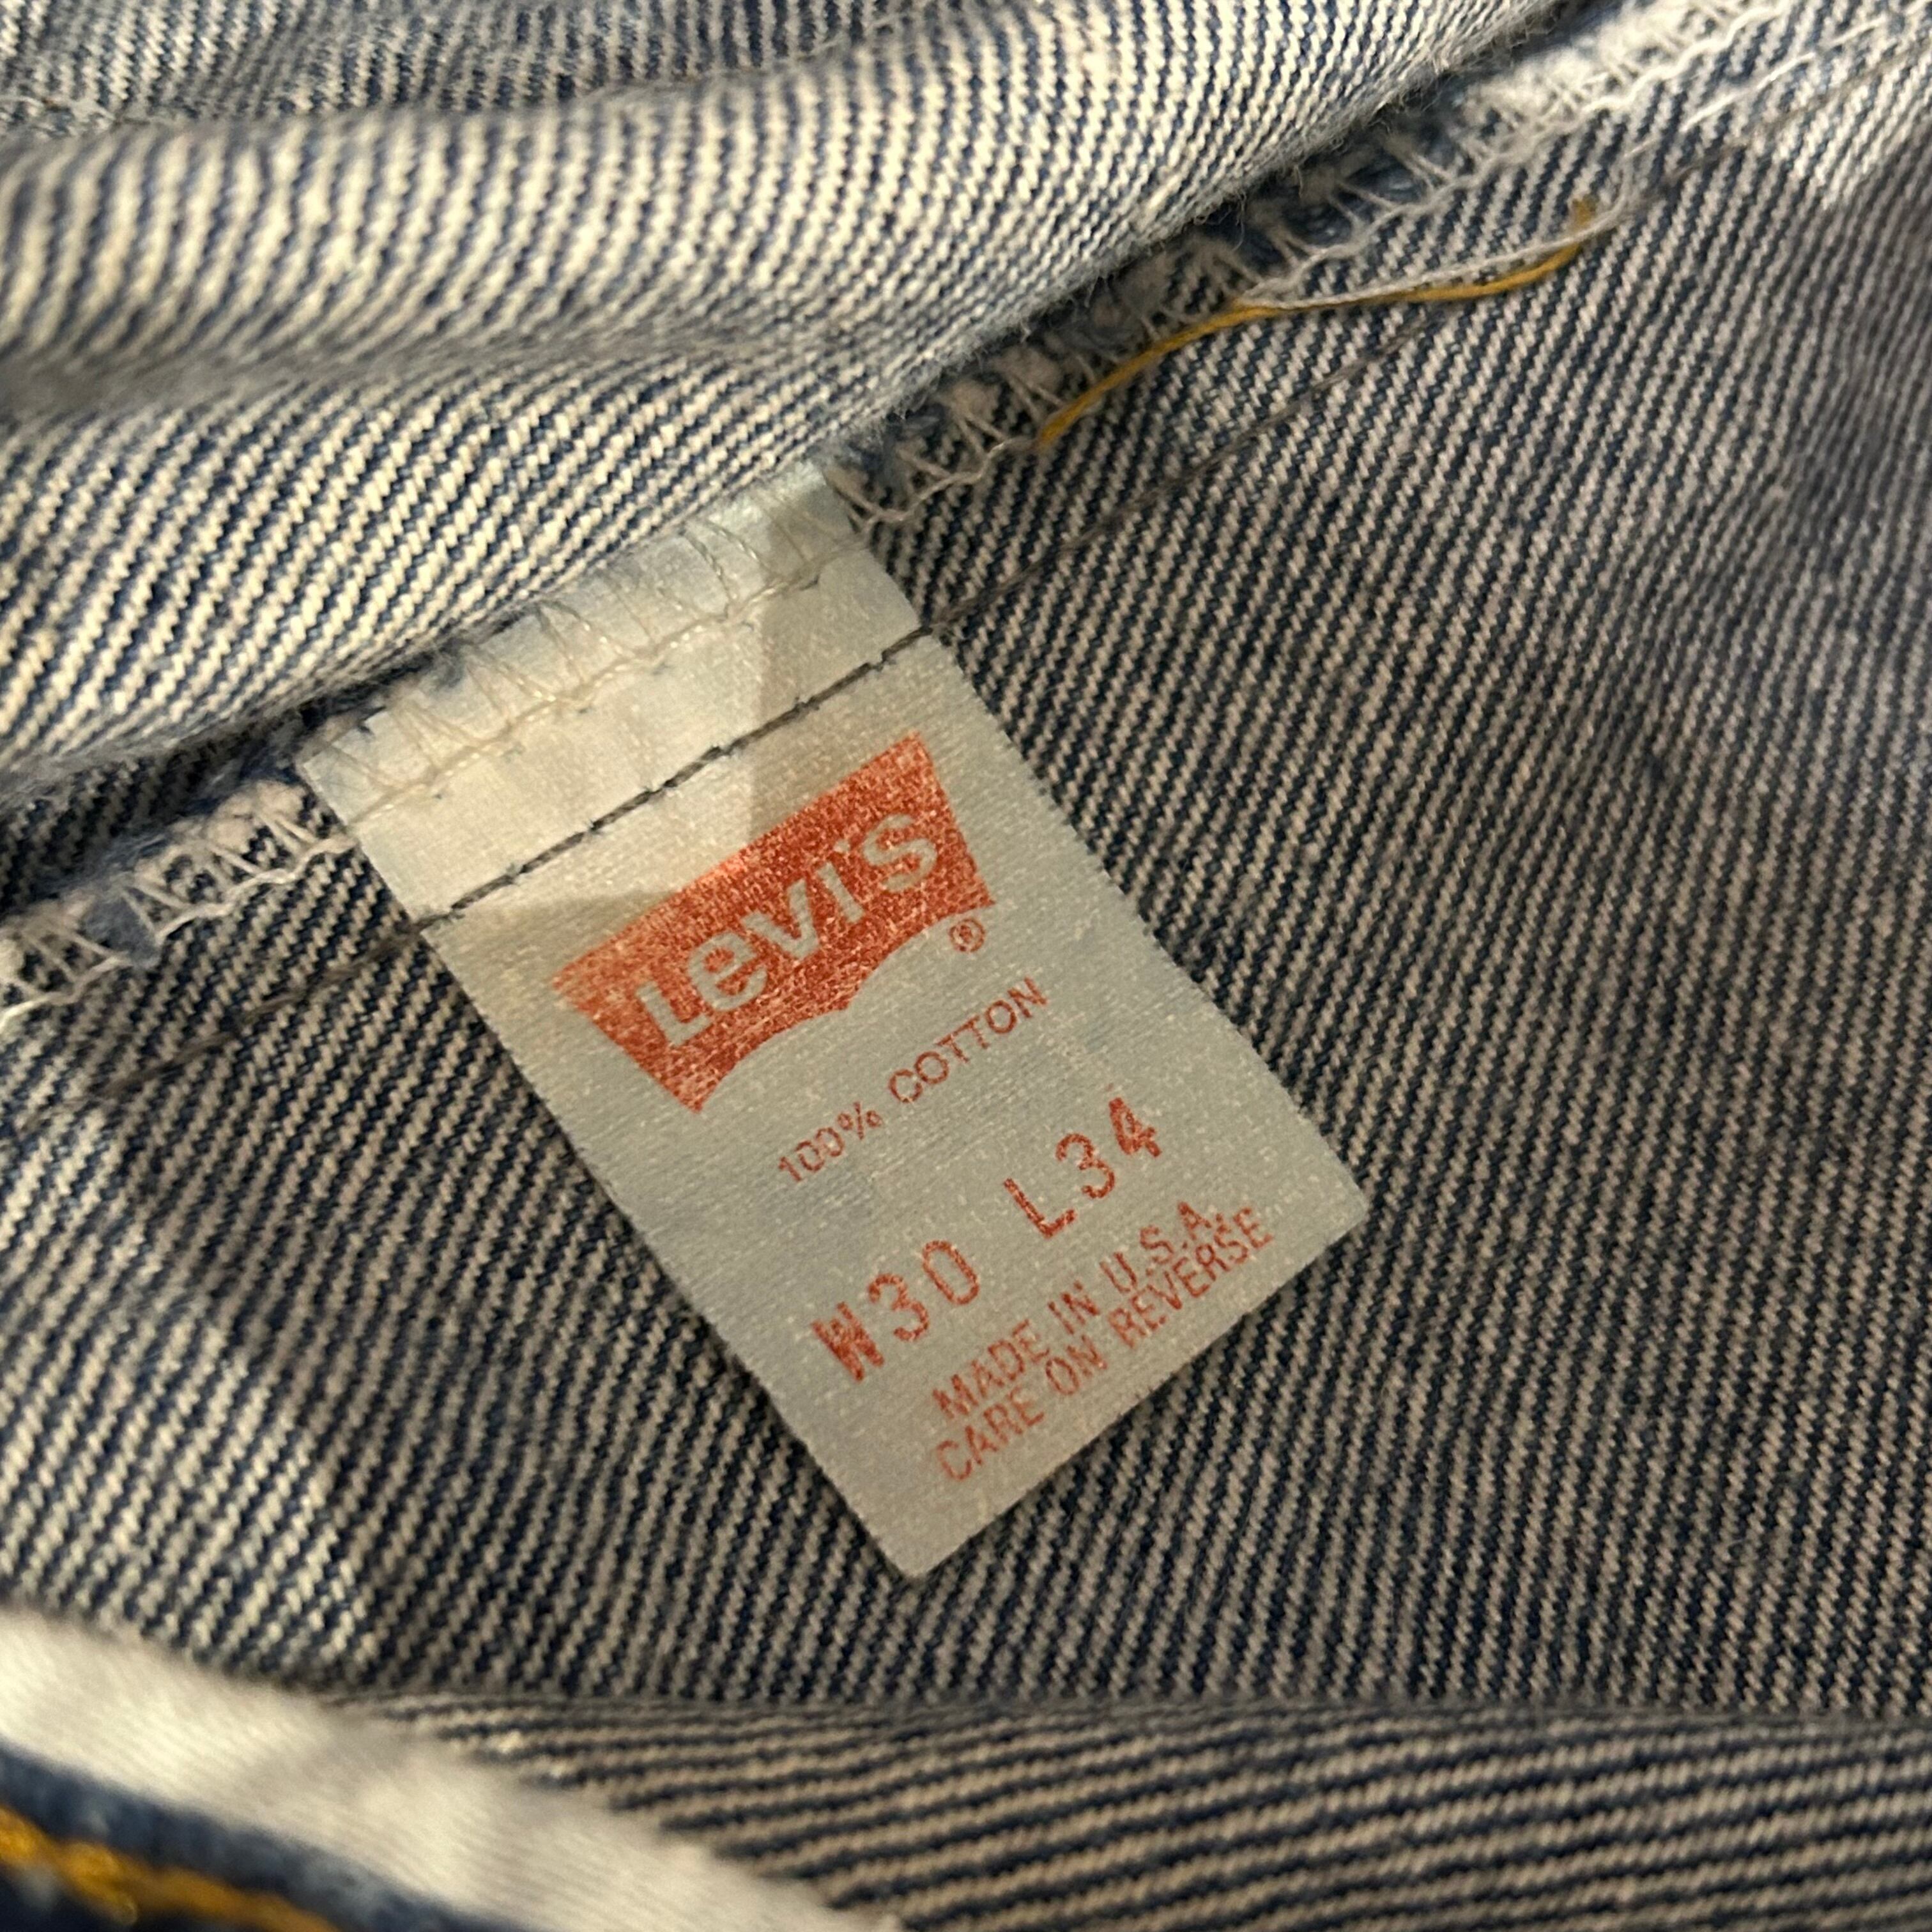 Levi's ®
100% COTTON
W30 L34
MADE IN U.S.A.
CARE ON REVERSE